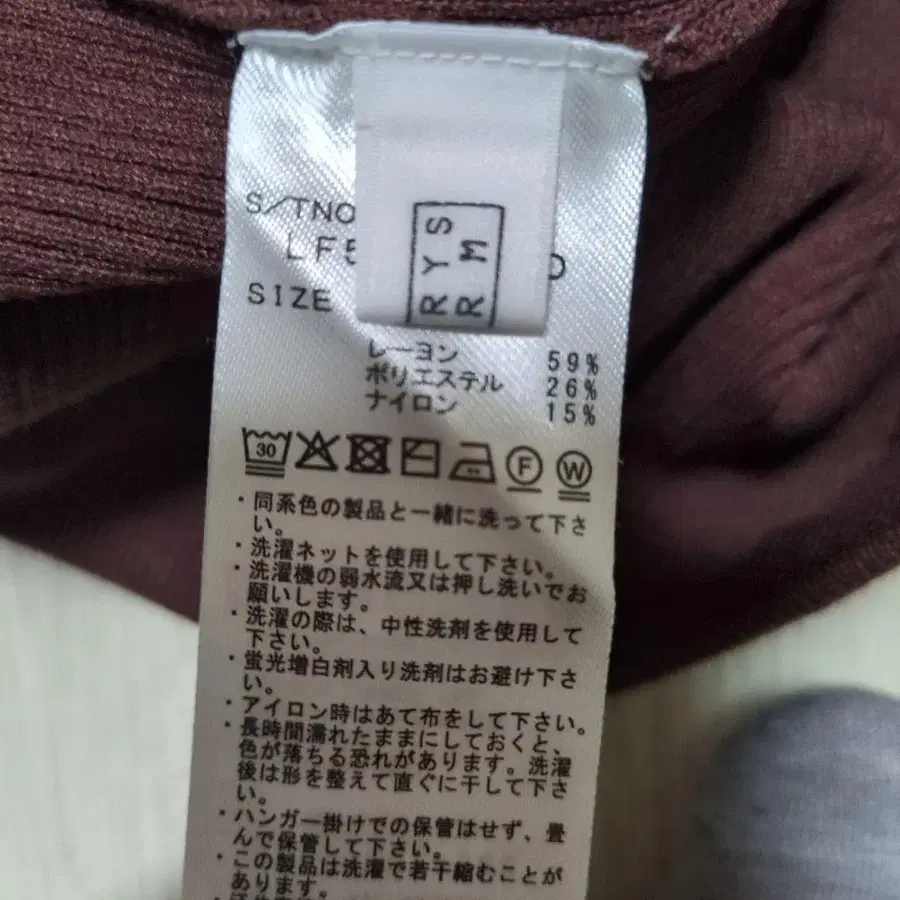 S/TNO
LF5
SIZE
RYS
RM
レーヨン 59%
ポリエステル 26%
ナイロン 15%
30
F
W
・同系色の製品と一緒に洗って下さ
い。
・洗濯ネットを使用して下さい。
・洗濯機の弱水流又は押し洗いでお
願いします。
・洗濯の際は、中性洗剤を使用して
下さい。
・蛍光増白剤入り洗剤はお避け下さ
い。
・アイロン時はあて布をして下さい。
・長時間濡れたままにしておくと、
色が落ちる恐れがあります。洗濯
後は形を整えて直ぐに干して下さ
い。
・ハンガー掛けでの保管はせず、畳
んで保管して下さい。
・この製品は洗濯で若干縮むことが
あります。